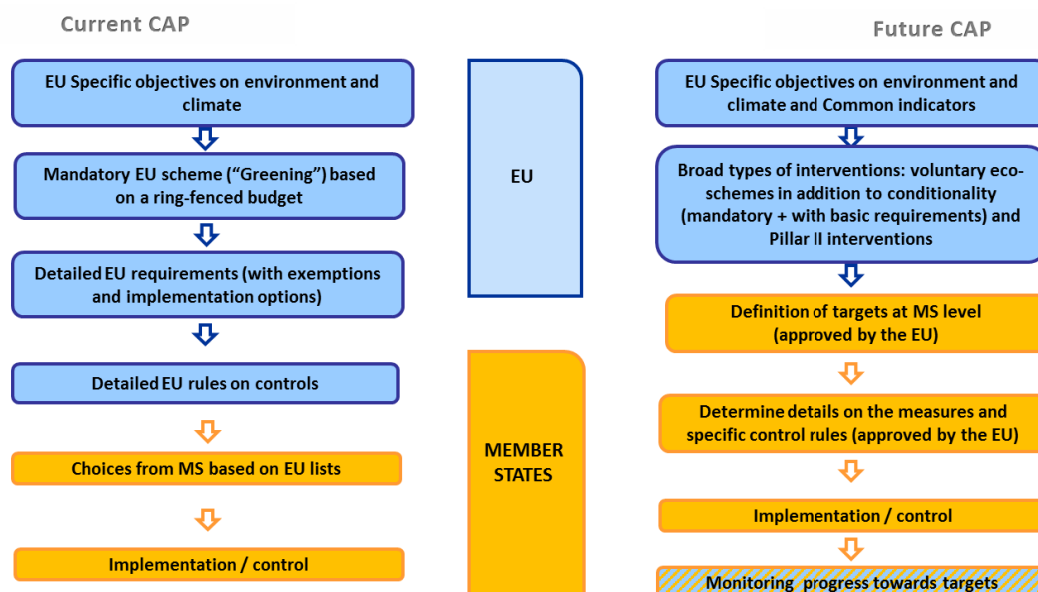 Current CAP
EU Specific objectives on environment and
climate
Mandatory EU scheme (“Greening”) based
on a ring-fenced budget
Detailed EU requirements (with exemptions
and implementation options)
Detailed EU rules on controls
Choices from MS based on EU lists
Implementation / control
EU
MEMBER
STATES
Future CAP
EU Specific objectives on environment and
climate and Common indicators
Broad types of interventions: voluntary eco-
schemes in addition to conditionality
(mandatory + with basic requirements) and
Pillar II interventions
Definition of targets at MS level
(approved by the EU)
Determine details on the measures and
specific control rules (approved by the EU)
Implementation / control
Monitoring progress towards targets